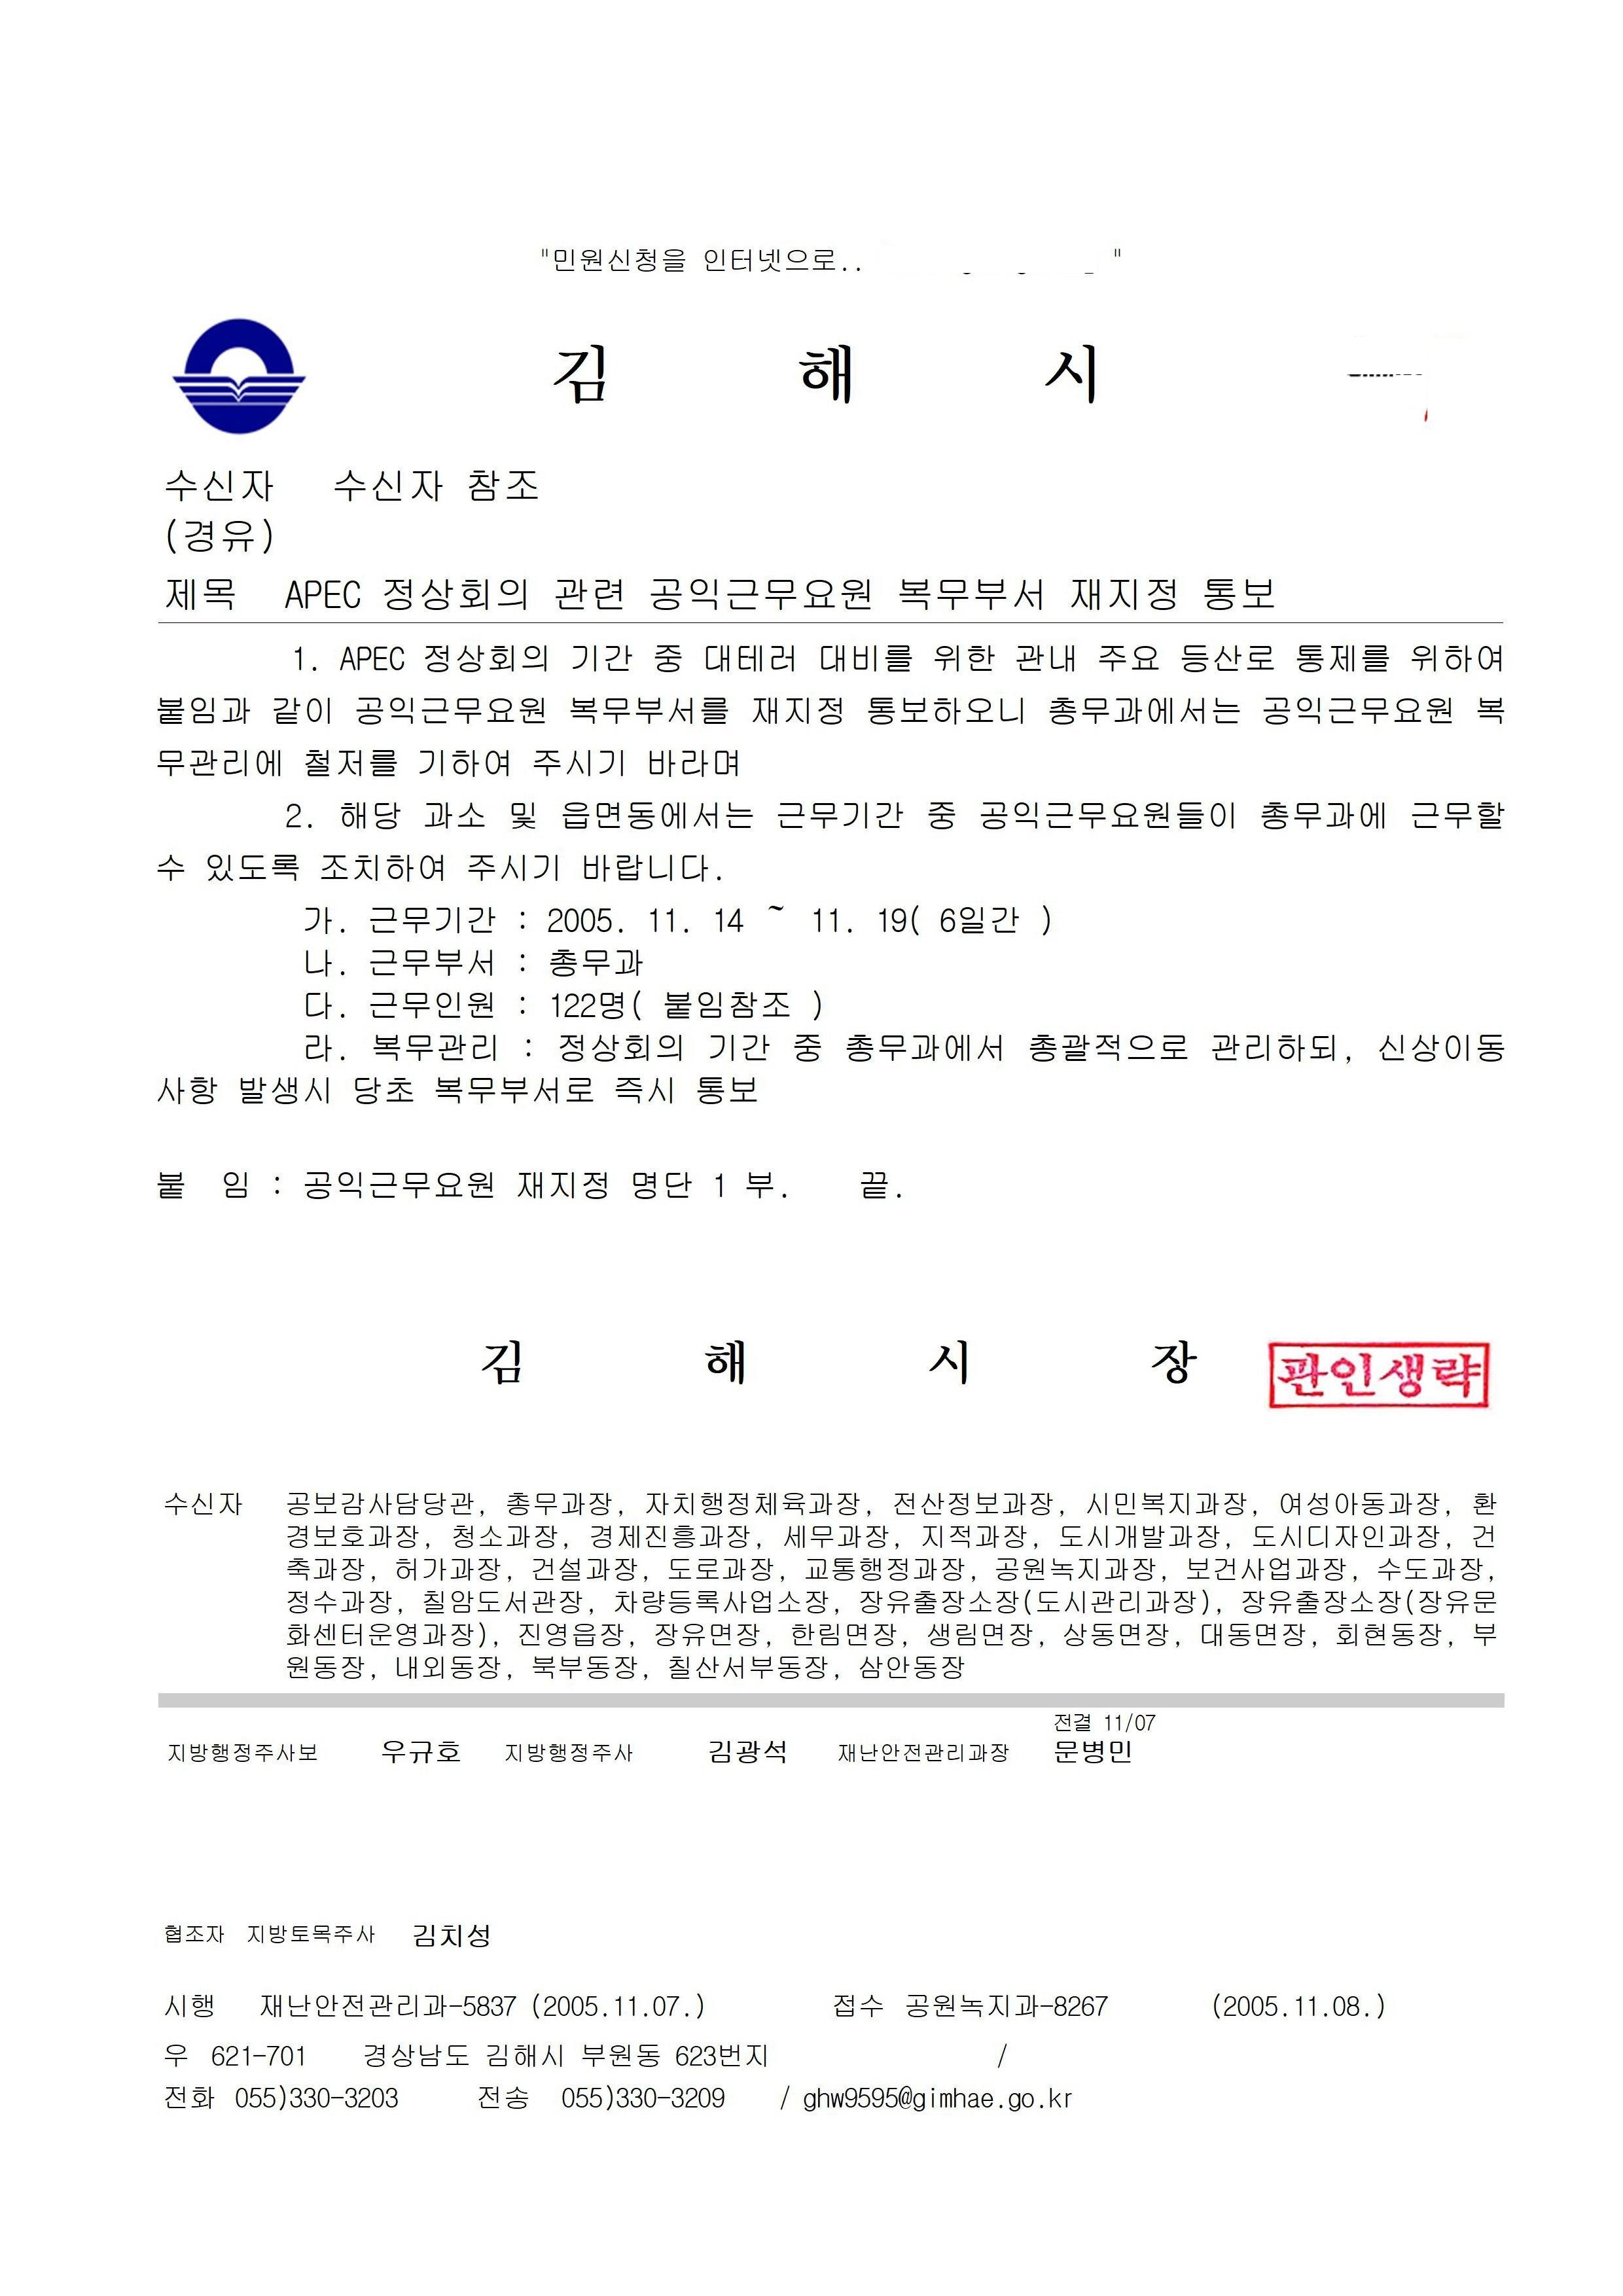 "민원신청을 인터넷으로.. "
김 해 시
수신자 수신자 참조
(경유)
제목 APEC 정상회의 관련 공익근무요원 복무부서 재지정 통보
1. APEC 정상회의 기간 중 대테러 대비를 위한 관내 주요 등산로 통제를 위하여
붙임과 같이 공익근무요원 복무부서를 재지정 통보하오니 총무과에서는 공익근무요원 복
무관리에 철저를 기하여 주시기 바라며
2. 해당 과소 및 읍면동에서는 근무기간 중 공익근무요원들이 총무과에 근무할
수 있도록 조치하여 주시기 바랍니다.
가. 근무기간 : 2005. 11. 14 ~ 11. 19( 6일간 )
나. 근무부서 : 총무과
다. 근무인원 : 122명( 붙임참조 )
라. 복무관리 : 정상회의 기간 중 총무과에서 총괄적으로 관리하되, 신상이동
사항 발생시 당초 복무부서로 즉시 통보
붙 임 : 공익근무요원 재지정 명단 1 부. 끝.
김 해 시 장 관인생략
수신자 공보감사담당관, 총무과장, 자치행정체육과장, 전산정보과장, 시민복지과장, 여성아동과장, 환
경보호과장, 청소과장, 경제진흥과장, 세무과장, 지적과장, 도시개발과장, 도시디자인과장, 건
축과장, 허가과장, 건설과장, 도로과장, 교통행정과장, 공원녹지과장, 보건사업과장, 수도과장,
정수과장, 칠암도서관장, 차량등록사업소장, 장유출장소장(도시관리과장), 장유출장소장(장유문
화센터운영과장), 진영읍장, 장유면장, 한림면장, 생림면장, 상동면장, 대동면장, 회현동장, 부
원동장, 내외동장, 북부동장, 칠산서부동장, 삼안동장
전결 11/07
지방행정주사보 우규호 지방행정주사 김광석 재난안전관리과장 문병민
협조자 지방토목주사 김치성
시행 재난안전관리과-5837 (2005.11.07.) 접수 공원녹지과-8267 (2005.11.08.)
우 621-701 경상남도 김해시 부원동 623번지 /
전화 055)330-3203 전송 055)330-3209 / ghw9595@gimhae.go.kr